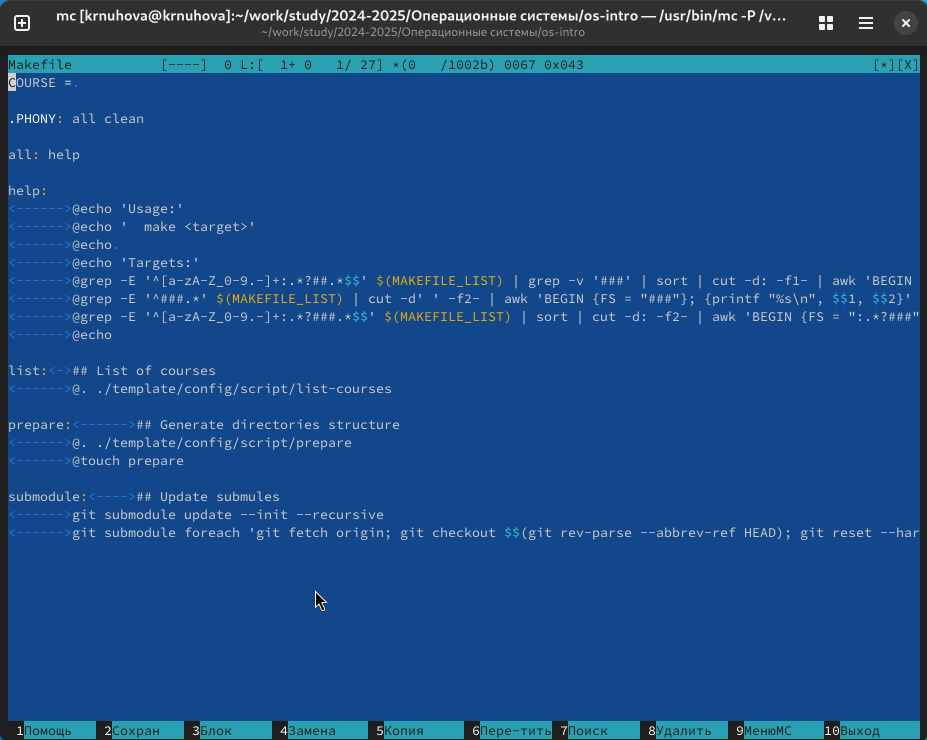 mc [krnuhova@krnuhova]:~/work/study/2024-2025/Операционные системы/os-intro — /usr/bin/mc -P /v…
~/work/study/2024-2025/Операционные системы/os-intro
Makefile [----] 0 L:[ 1+ 0 1/ 27] *(0 /1002b) 0067 0x043 [*][X]
COURSE =.
.PHONY: all clean
all: help
help:
<------>@echo 'Usage:'
<------>@echo '  make <target>'
<------>@echo.
<------>@echo 'Targets:'
<------>@grep -E '^[a-zA-Z_0-9.-]+:.*?##.*$$' $(MAKEFILE_LIST) | grep -v '###' | sort | cut -d: -f1- | awk 'BEGIN
<------>@grep -E '^###.*' $(MAKEFILE_LIST) | cut -d' ' -f2- | awk 'BEGIN {FS = "###"}; {printf "%s\n", $$1, $$2}'
<------>@grep -E '^[a-zA-Z_0-9.-]+:.*?###.*$$' $(MAKEFILE_LIST) | sort | cut -d: -f2- | awk 'BEGIN {FS = ":.*?###"
<------>@echo
list:<->## List of courses
<------>@. ./template/config/script/list-courses
prepare:<------>## Generate directories structure
<------>@. ./template/config/script/prepare
<------>@touch prepare
submodule:<---->## Update submules
<------>git submodule update --init --recursive
<------>git submodule foreach 'git fetch origin; git checkout $$(git rev-parse --abbrev-ref HEAD); git reset --har
1Помощь 2Сохран 3Блок 4Замена 5Копия 6Пере~тить 7Поиск 8Удалить 9МенюMC 10Выход